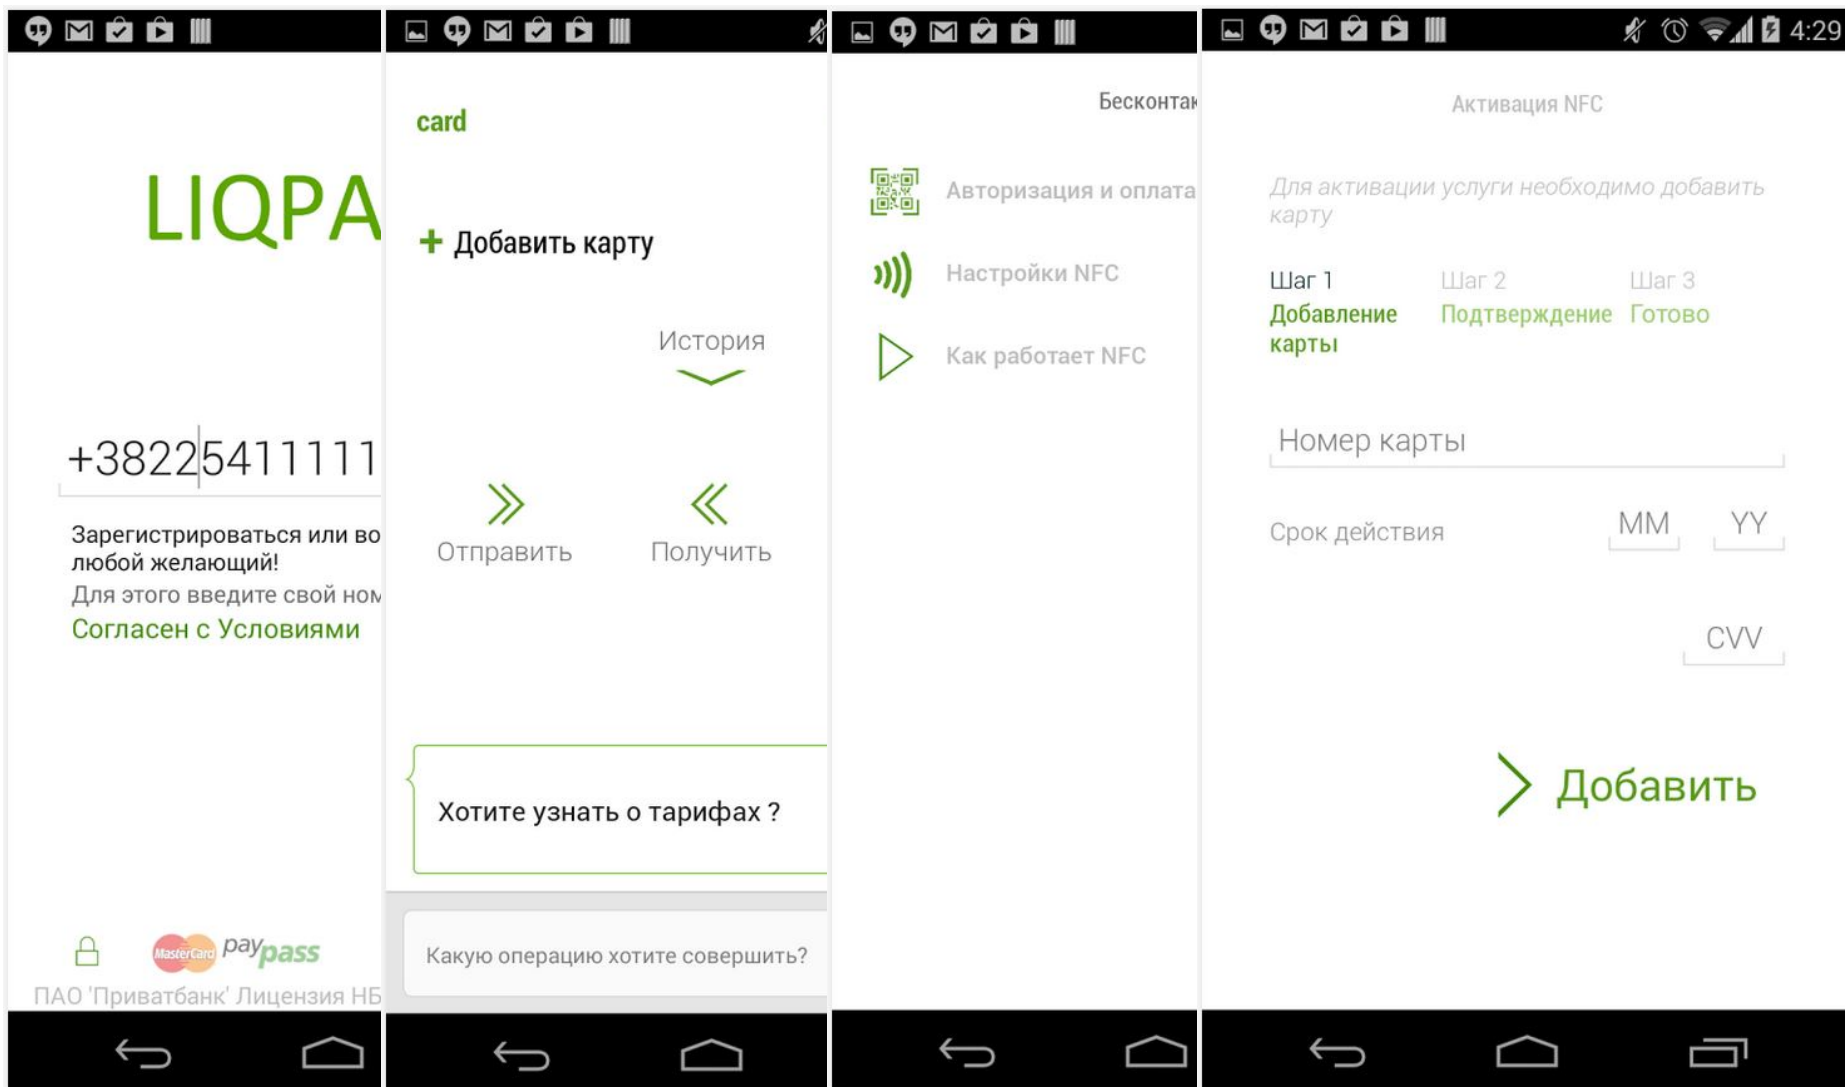 LIQPA
+38225411111
Зарегистрироваться или во
любой желающий!
Для этого введите свой ном
Согласен с Условиями
MasterCard paypass
ПАО 'Приватбанк' Лицензия НБ
card
+ Добавить карту
История
Отправить
Получить
Хотите узнать о тарифах ?
Какую операцию хотите совершить?
Бесконтак
Авторизация и оплата
Настройки NFC
Как работает NFC
4:29
Активация NFC
Для активации услуги необходимо добавить
карту
Шаг 1 Шаг 2 Шаг 3
Добавление Подтверждение Готово
карты
Номер карты
Срок действия MM YY
CVV
Добавить